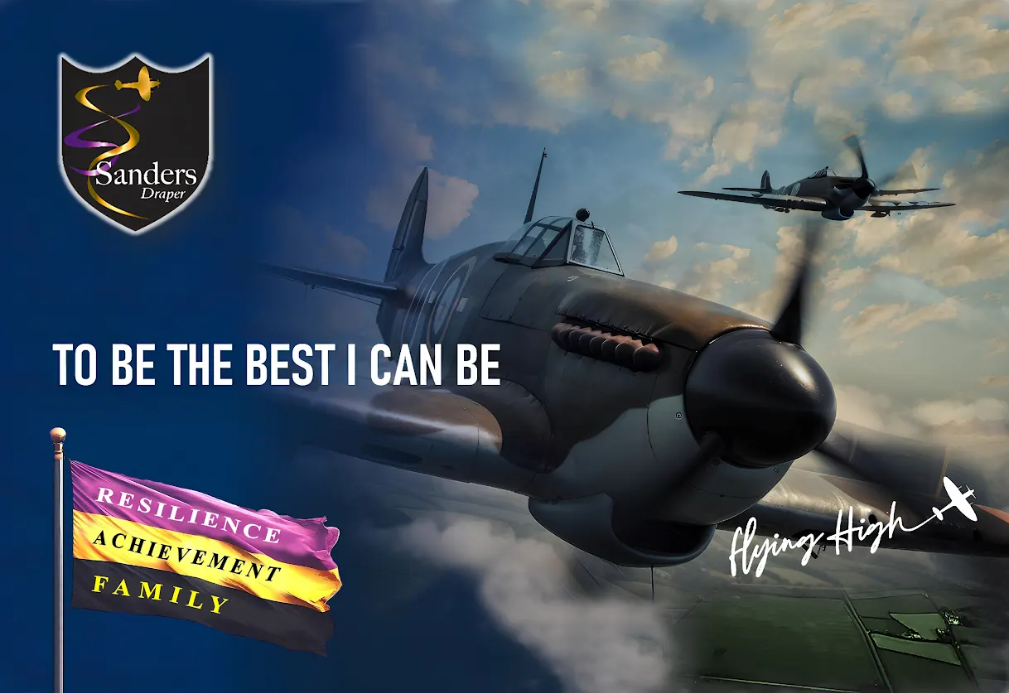 Sanders
Draper
TO BE THE BEST I CAN BE
RESILIENCE
ACHIEVEMENT
FAMILY
flying High